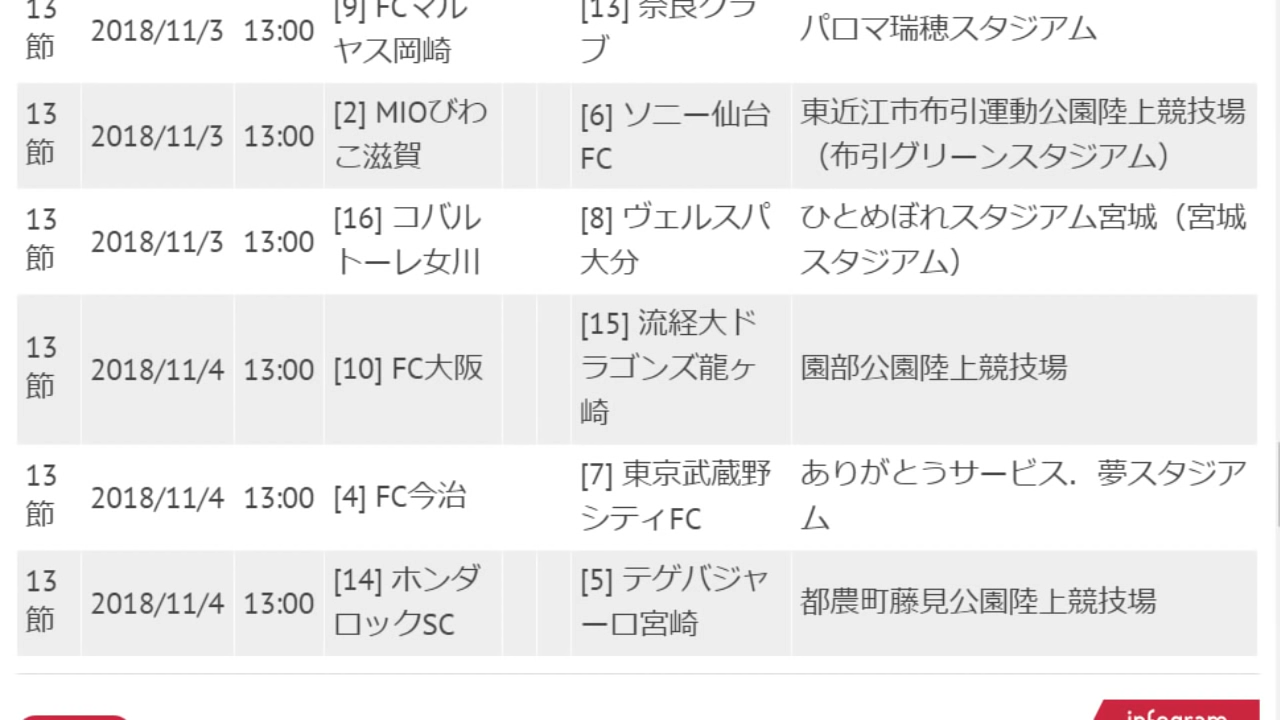 13
節
2018/11/3 13:00
[9] FCマル
ヤス岡崎
[13] 奈良クラ
ブ
パロマ瑞穂スタジアム
13
節
2018/11/3 13:00
[2] MIOびわ
こ滋賀
[6] ソニー仙台
FC
東近江市布引運動公園陸上競技場
（布引グリーンスタジアム）
13
節
2018/11/3 13:00
[16] コバル
トーレ女川
[8] ヴェルスパ
大分
ひとめぼれスタジアム宮城（宮城
スタジアム）
13
節
2018/11/4 13:00
[10] FC大阪
[15] 流経大ド
ラゴンズ龍ヶ
崎
園部公園陸上競技場
13
節
2018/11/4 13:00
[4] FC今治
[7] 東京武蔵野
シティFC
ありがとうサービス．夢スタジア
ム
13
節
2018/11/4 13:00
[14] ホンダ
ロックSC
[5] テゲバジャ
ーロ宮崎
都農町藤見公園陸上競技場
infogram